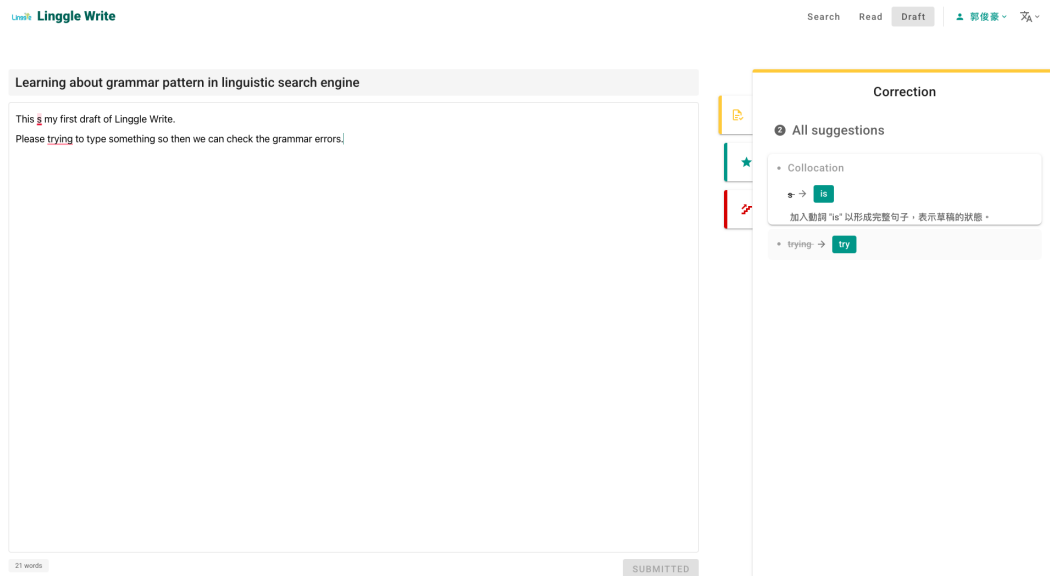 Linggle Linggle Write
Search Read Draft 郭俊豪
Learning about grammar pattern in linguistic search engine
This s my first draft of Linggle Write.
Please trying to type something so then we can check the grammar errors.
21 words
SUBMITTED
Correction
2 All suggestions
Collocation
s → is
加入動詞 "is" 以形成完整句子，表示草稿的狀態。
trying → try